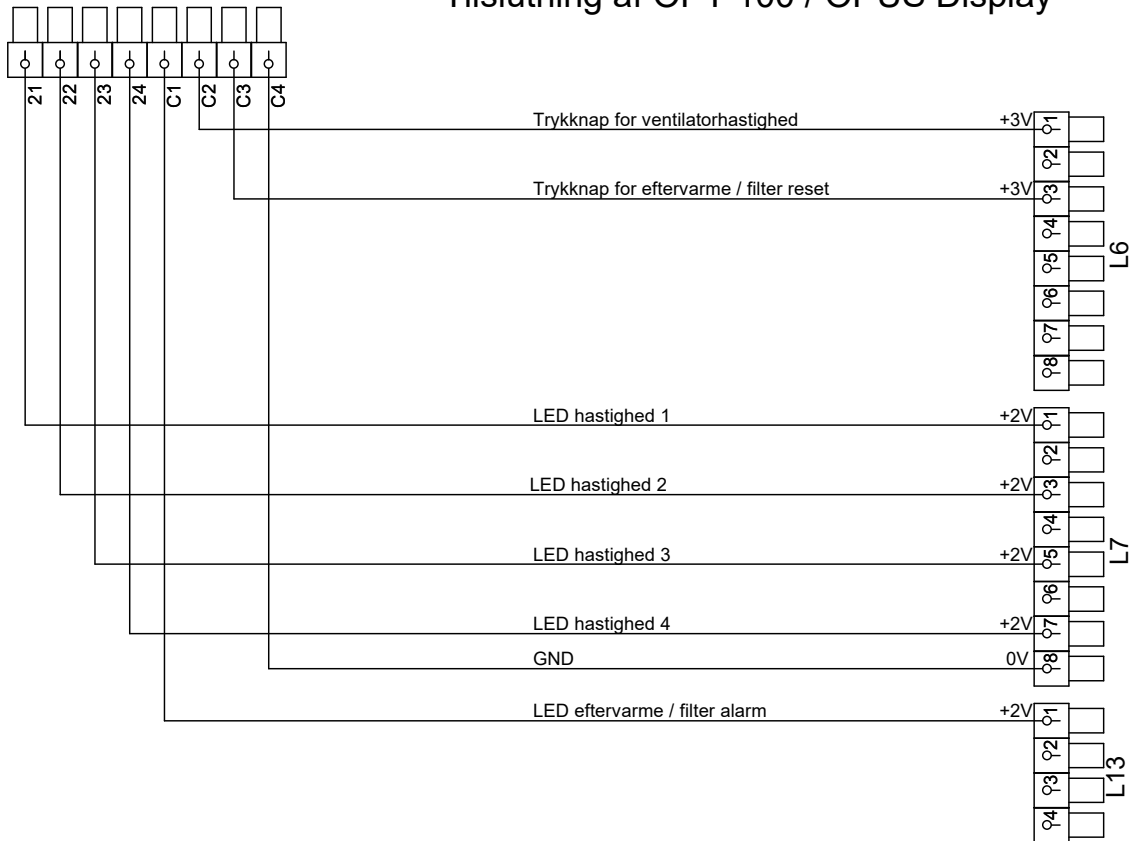 Tilslutning af OPT-100 / OPUS Display
21
22
23
24
C1
C2
C3
C4
Trykknap for ventilatorhastighed +3V 1
2
Trykknap for eftervarme / filter reset +3V 3
4
5
L6
6
7
8
LED hastighed 1 +2V 1
2
LED hastighed 2 +2V 3
4
LED hastighed 3 +2V 5
L7
6
LED hastighed 4 +2V 7
GND 0V 8
LED eftervarme / filter alarm +2V 1
2
3
L13
4